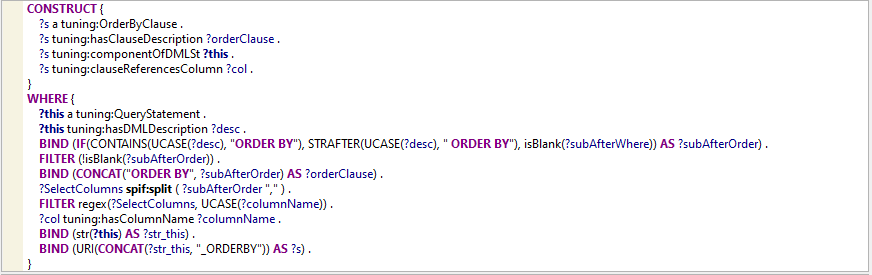 CONSTRUCT {
?s a tuning:OrderByClause .
?s tuning:hasClauseDescription ?orderClause .
?s tuning:componentOfDMLSt ?this .
?s tuning:clauseReferencesColumn ?col .
}
WHERE {
?this a tuning:QueryStatement .
?this tuning:hasDMLDescription ?desc .
BIND (IF(CONTAINS(UCASE(?desc), "ORDER BY"), STRAFTER(UCASE(?desc), " ORDER BY"), isBlank(?subAfterWhere)) AS ?subAfterOrder) .
FILTER (!isBlank(?subAfterOrder)) .
BIND (CONCAT("ORDER BY", ?subAfterOrder) AS ?orderClause) .
?SelectColumns spif:split ( ?subAfterOrder "," ) .
FILTER regex(?SelectColumns, UCASE(?columnName)) .
?col tuning:hasColumnName ?columnName .
BIND (str(?this) AS ?str_this) .
BIND (URI(CONCAT(?str_this, "_ORDERBY")) AS ?s) .
}